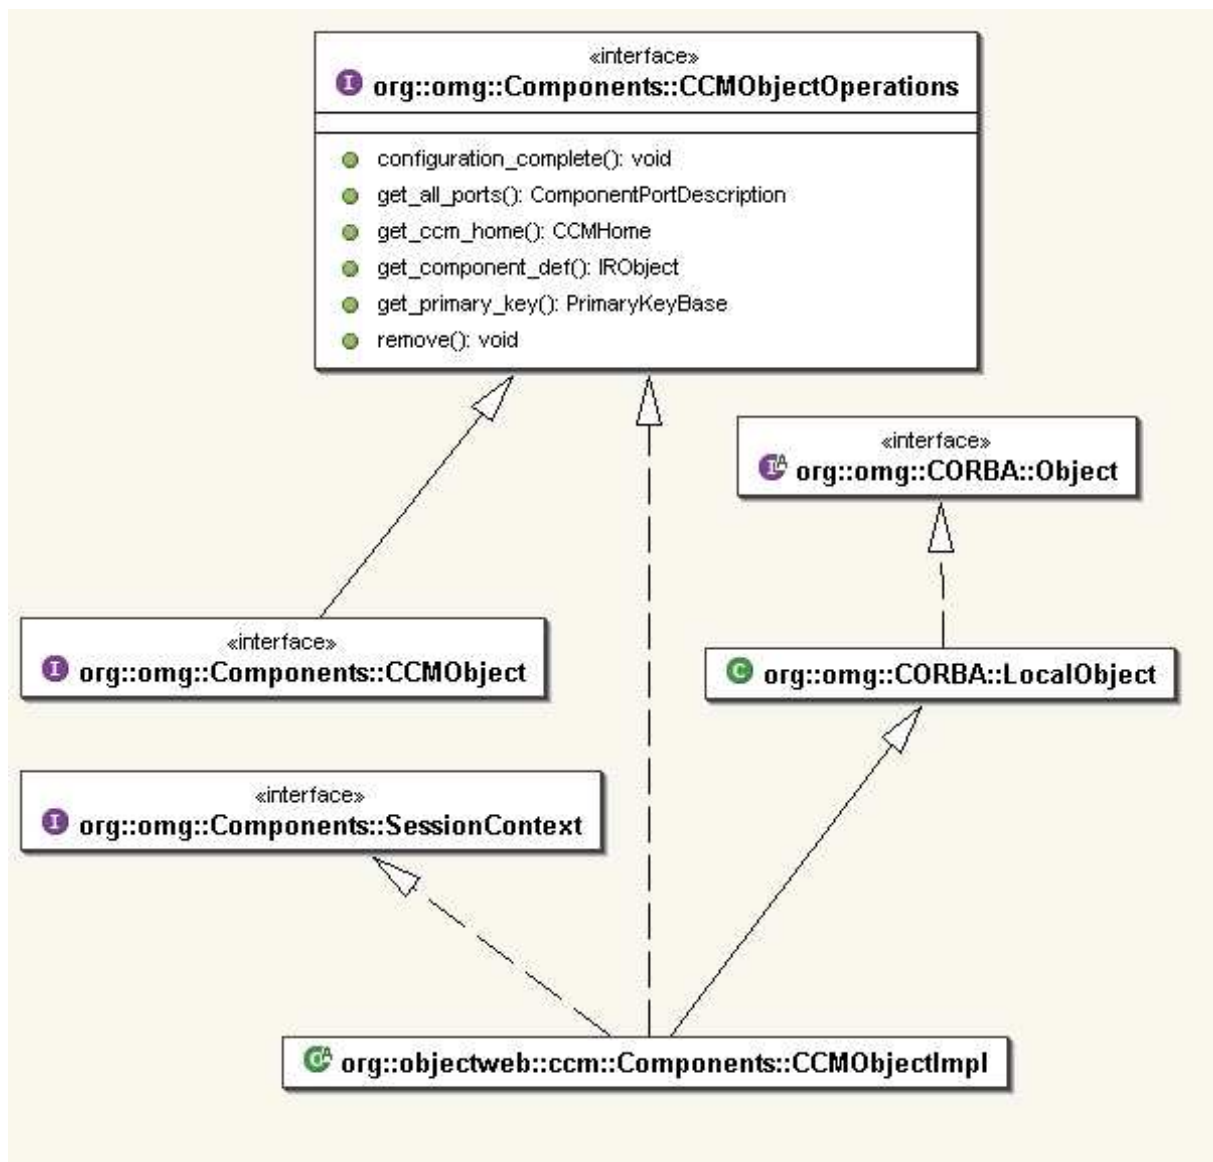 «interface»
org::omg::Components::CCMObjectOperations
configuration_complete(): void
get_all_ports(): ComponentPortDescription
get_ccm_home(): CCMHome
get_component_def(): IRObject
get_primary_key(): PrimaryKeyBase
remove(): void
«interface»
org::omg::CORBA::Object
«interface»
org::omg::Components::CCMObject
org::omg::CORBA::LocalObject
«interface»
org::omg::Components::SessionContext
org::objectweb::ccm::Components::CCMObjectImpl